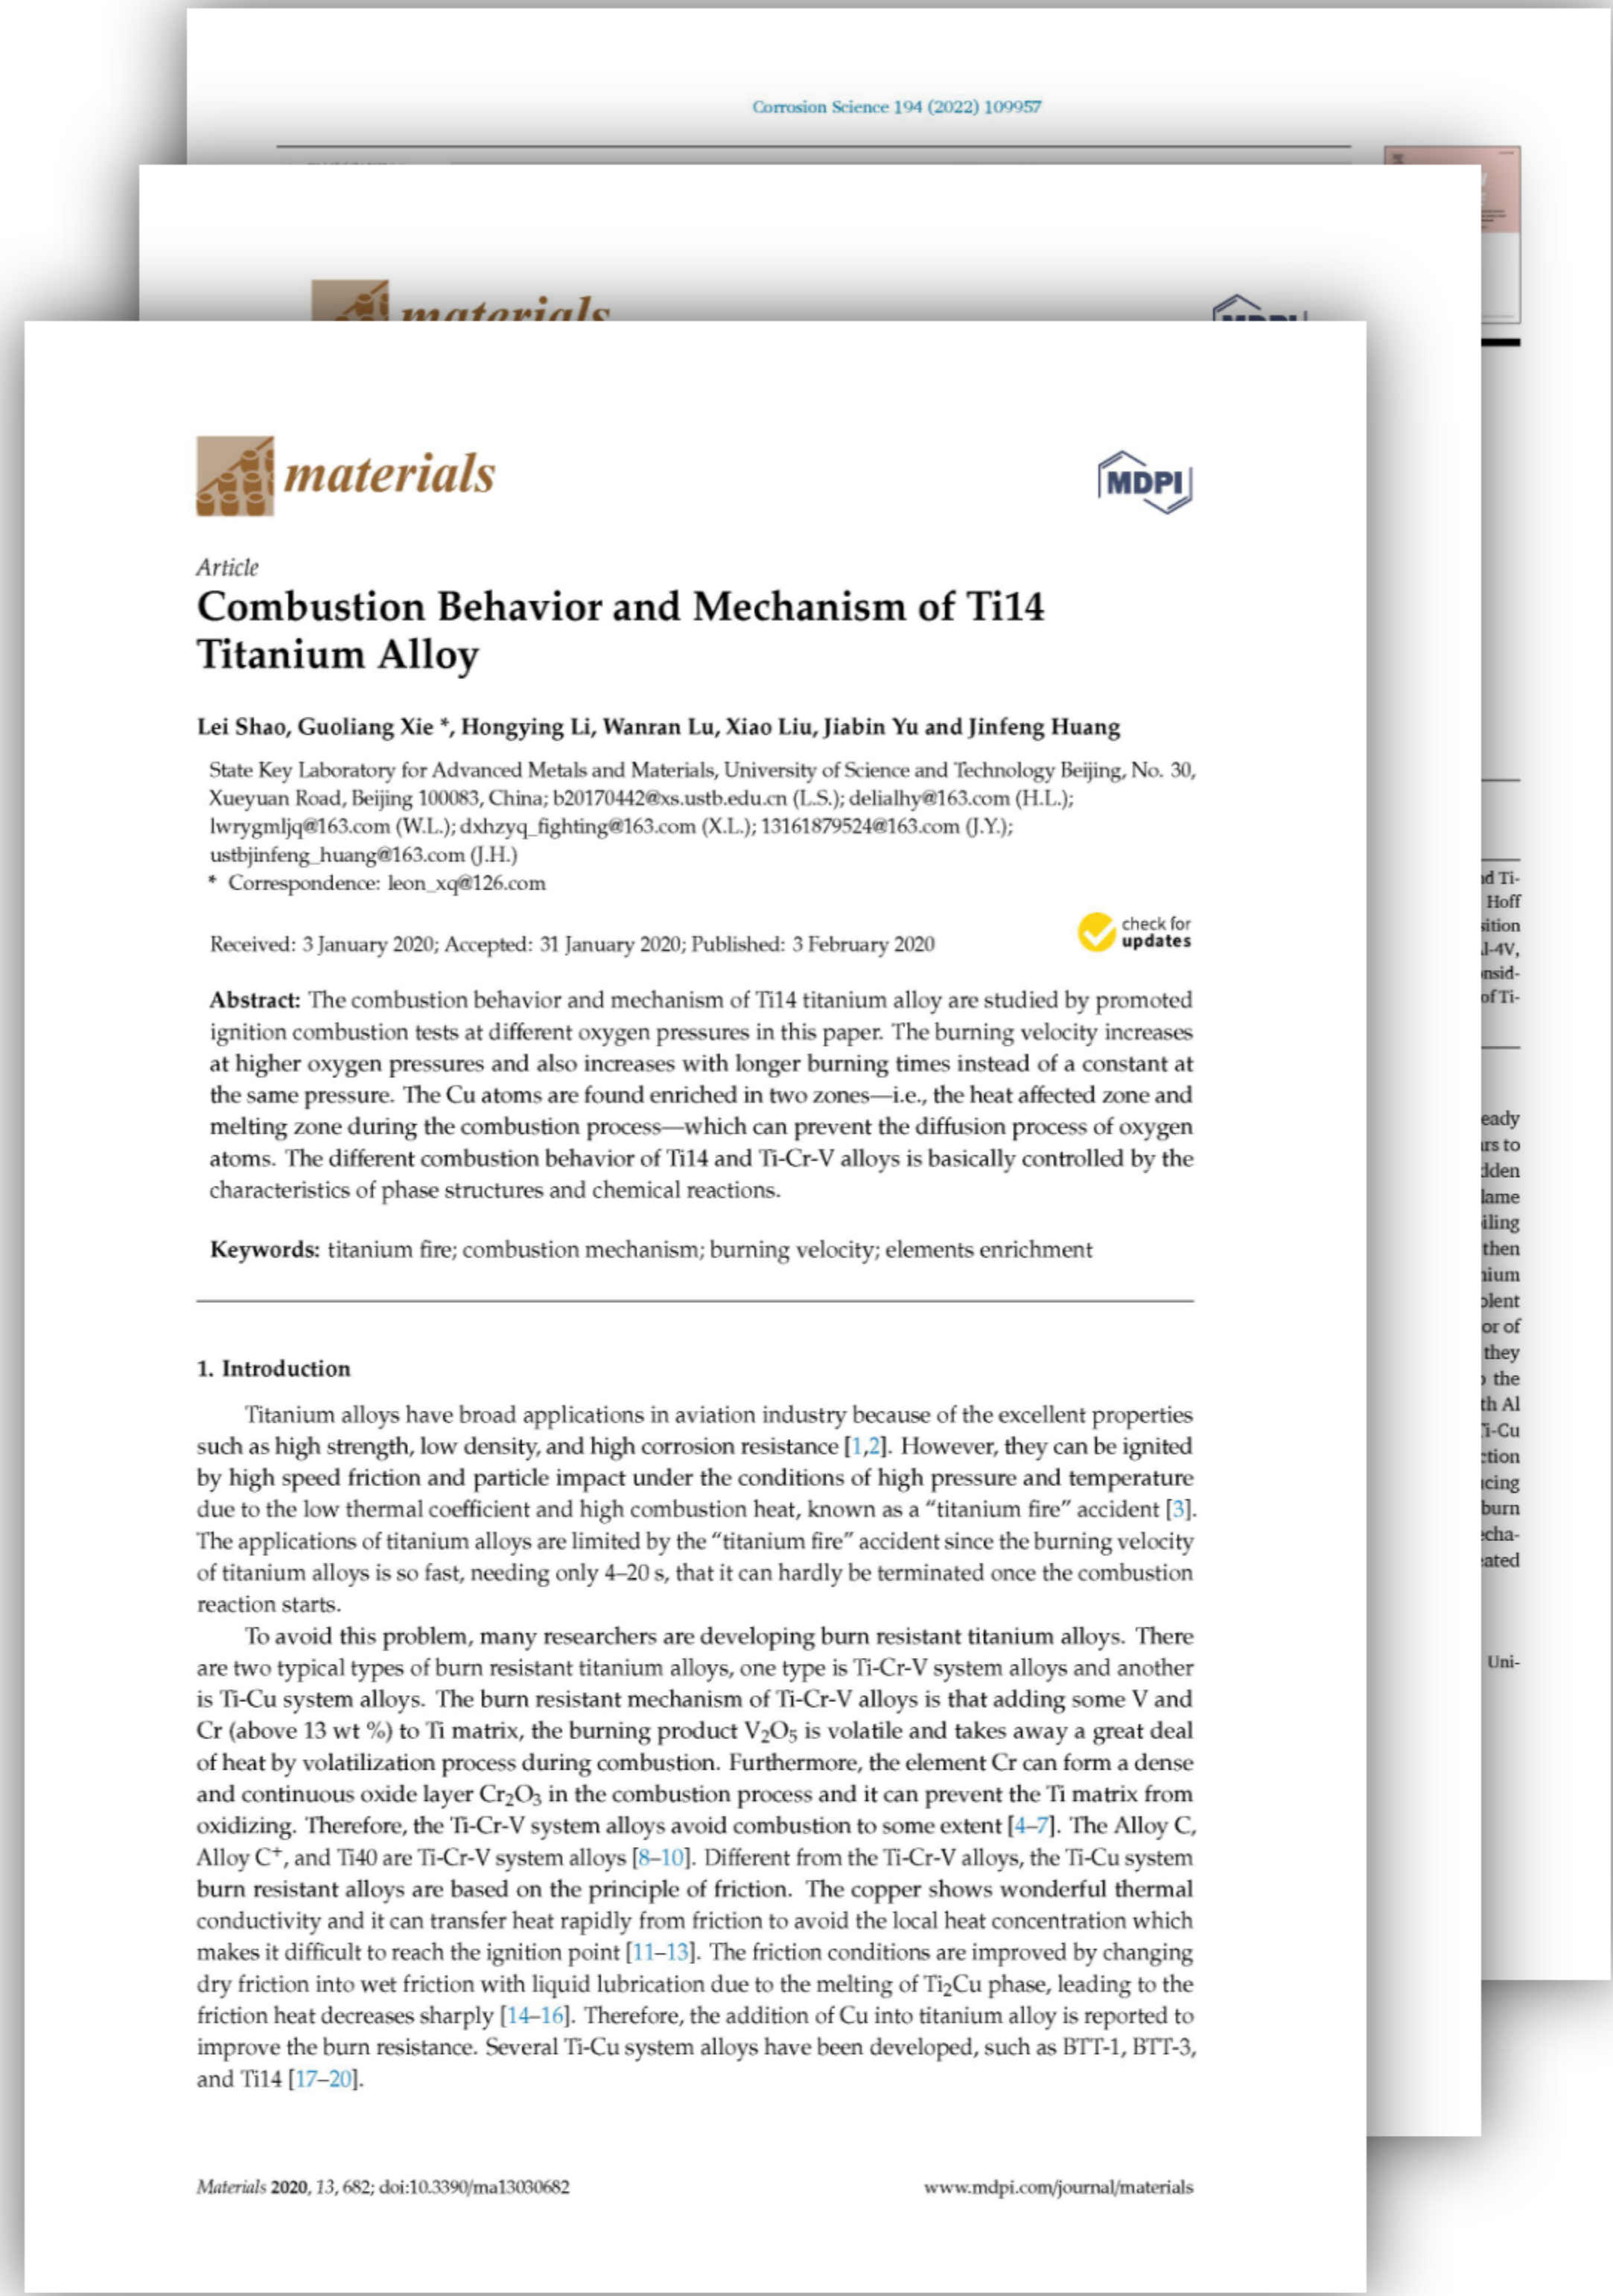 Corrosion Science 194 (2022) 109957
materials
MDPI
materials
MDPI
Article
Combustion Behavior and Mechanism of Ti14
Titanium Alloy
Lei Shao, Guoliang Xie *, Hongying Li, Wanran Lu, Xiao Liu, Jiabin Yu and Jinfeng Huang
State Key Laboratory for Advanced Metals and Materials, University of Science and Technology Beijing, No. 30,
Xueyuan Road, Beijing 100083, China; b20170442@xs.ustb.edu.cn (L.S.); delialhy@163.com (H.L.);
lwrygmljq@163.com (W.L.); dxhzyq_fighting@163.com (X.L.); 13161879524@163.com (J.Y.);
ustbjinfeng_huang@163.com (J.H.)
* Correspondence: leon_xq@126.com
check for
updates
Received: 3 January 2020; Accepted: 31 January 2020; Published: 3 February 2020
Abstract: The combustion behavior and mechanism of Ti14 titanium alloy are studied by promoted
ignition combustion tests at different oxygen pressures in this paper. The burning velocity increases
at higher oxygen pressures and also increases with longer burning times instead of a constant at
the same pressure. The Cu atoms are found enriched in two zones—i.e., the heat affected zone and
melting zone during the combustion process—which can prevent the diffusion process of oxygen
atoms. The different combustion behavior of Ti14 and Ti-Cr-V alloys is basically controlled by the
characteristics of phase structures and chemical reactions.
Keywords: titanium fire; combustion mechanism; burning velocity; elements enrichment
1. Introduction
Titanium alloys have broad applications in aviation industry because of the excellent properties
such as high strength, low density, and high corrosion resistance [1,2]. However, they can be ignited
by high speed friction and particle impact under the conditions of high pressure and temperature
due to the low thermal coefficient and high combustion heat, known as a “titanium fire” accident [3].
The applications of titanium alloys are limited by the “titanium fire” accident since the burning velocity
of titanium alloys is so fast, needing only 4–20 s, that it can hardly be terminated once the combustion
reaction starts.
To avoid this problem, many researchers are developing burn resistant titanium alloys. There
are two typical types of burn resistant titanium alloys, one type is Ti-Cr-V system alloys and another
is Ti-Cu system alloys. The burn resistant mechanism of Ti-Cr-V alloys is that adding some V and
Cr (above 13 wt %) to Ti matrix, the burning product V₂O₅ is volatile and takes away a great deal
of heat by volatilization process during combustion. Furthermore, the element Cr can form a dense
and continuous oxide layer Cr₂O₃ in the combustion process and it can prevent the Ti matrix from
oxidizing. Therefore, the Ti-Cr-V system alloys avoid combustion to some extent [4–7]. The Alloy C,
Alloy C⁺, and Ti40 are Ti-Cr-V system alloys [8–10]. Different from the Ti-Cr-V alloys, the Ti-Cu system
burn resistant alloys are based on the principle of friction. The copper shows wonderful thermal
conductivity and it can transfer heat rapidly from friction to avoid the local heat concentration which
makes it difficult to reach the ignition point [11–13]. The friction conditions are improved by changing
dry friction into wet friction with liquid lubrication due to the melting of Ti₂Cu phase, leading to the
friction heat decreases sharply [14–16]. Therefore, the addition of Cu into titanium alloy is reported to
improve the burn resistance. Several Ti-Cu system alloys have been developed, such as BTT-1, BTT-3,
and Ti14 [17–20].
Materials 2020, 13, 682; doi:10.3390/ma13030682
www.mdpi.com/journal/materials
Ti-
Hoff
of Ti-
to
then
or of
they
the
Al
burn
Uni-